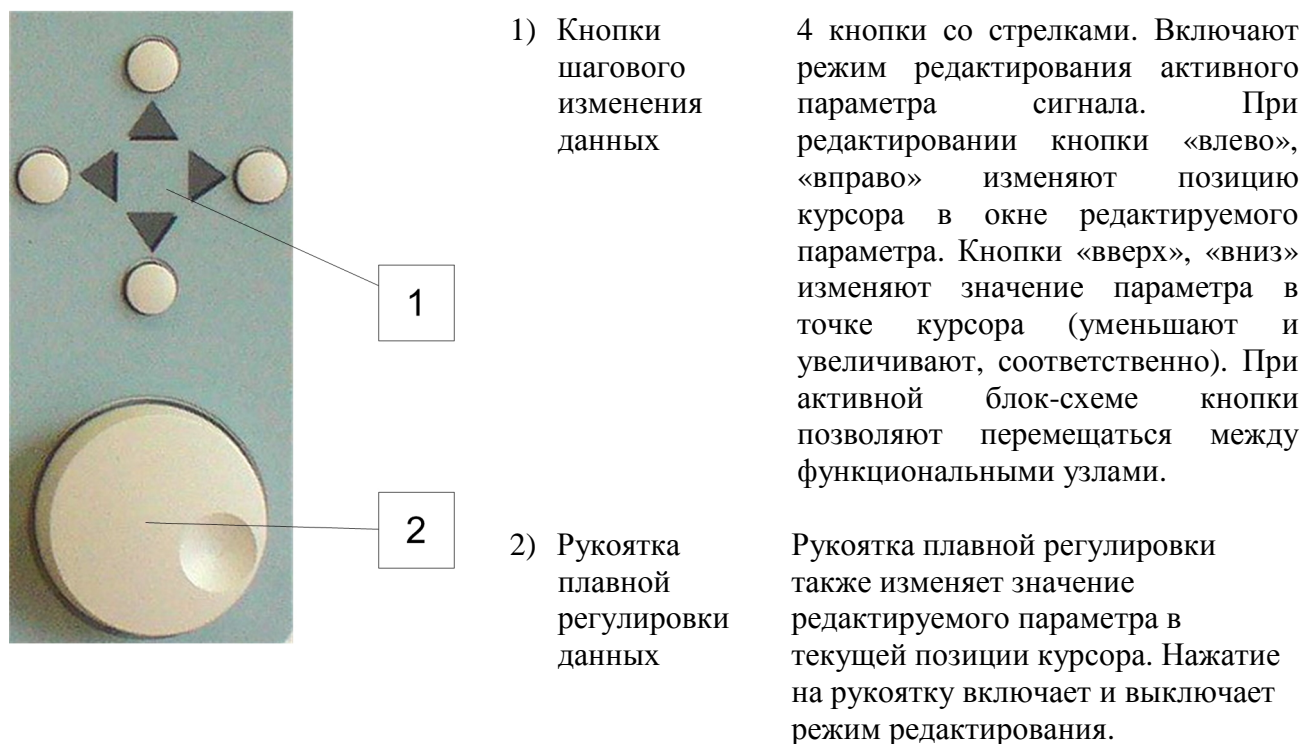 1) Кнопки
шагового
изменения
данных
4 кнопки со стрелками. Включают
режим редактирования активного
параметра сигнала. При
редактировании кнопки «влево»,
«вправо» изменяют позицию
курсора в окне редактируемого
параметра. Кнопки «вверх», «вниз»
изменяют значение параметра в
точке курсора (уменьшают и
увеличивают, соответственно). При
активной блок-схеме кнопки
позволяют перемещаться между
функциональными узлами.
1
2) Рукоятка
плавной
регулировки
данных
Рукоятка плавной регулировки
также изменяет значение
редактируемого параметра в
текущей позиции курсора. Нажатие
на рукоятку включает и выключает
режим редактирования.
2